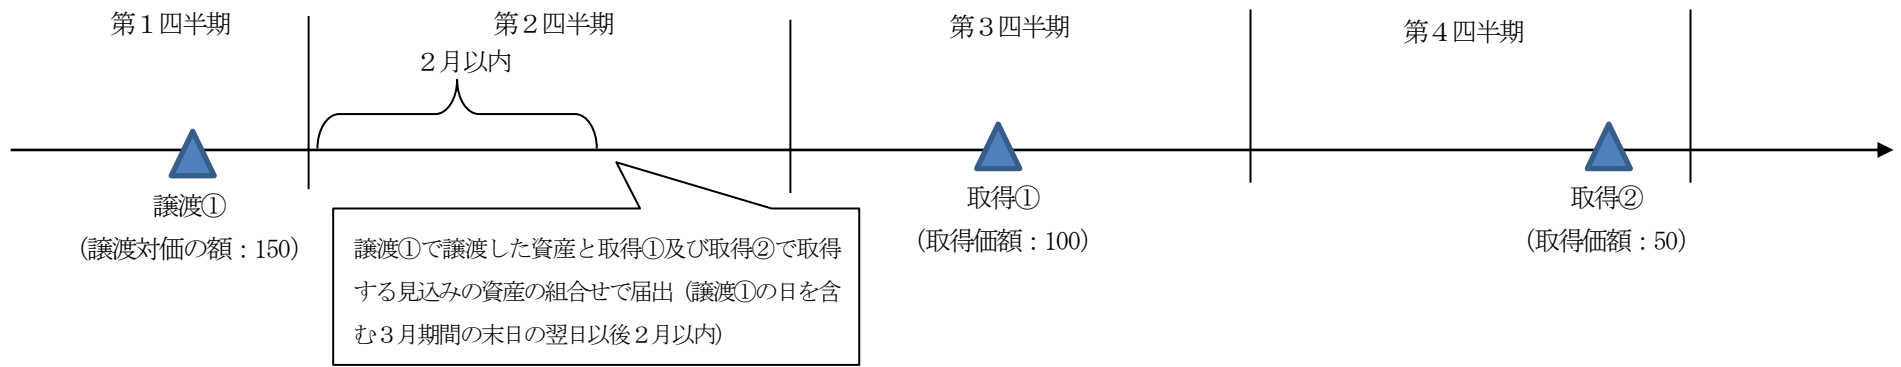 第１四半期
第２四半期
第３四半期
第４四半期
２月以内
譲渡①
（譲渡対価の額：150）
譲渡①で譲渡した資産と取得①及び取得②で取得
する見込みの資産の組合せで届出（譲渡①の日を含
む３月期間の末日の翌日以後２月以内）
取得①
（取得価額：100）
取得②
（取得価額：50）